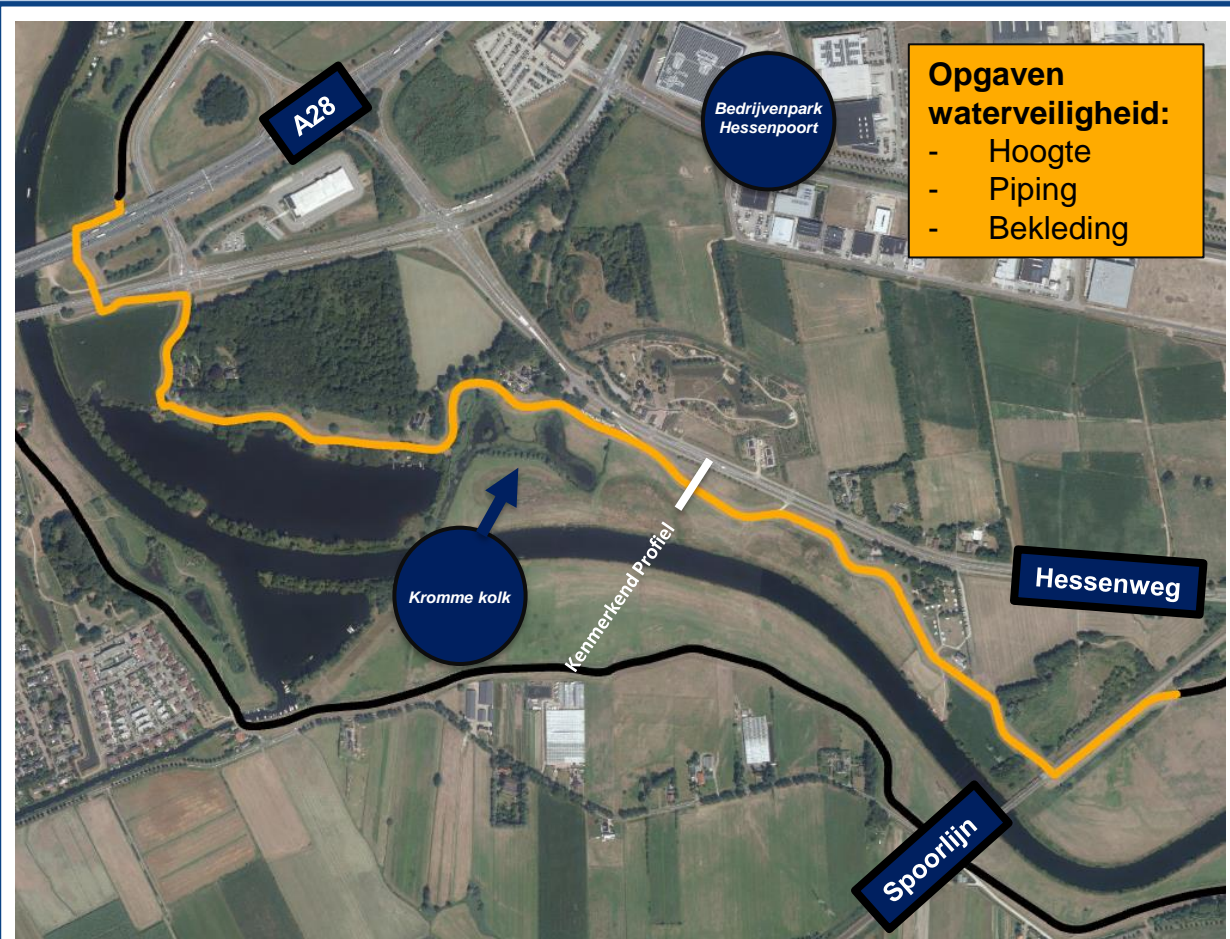 A28
Bedrijvenpark
Hessenpoort
Opgaven
waterveiligheid:
- Hoogte
- Piping
- Bekleding
Kenmerkend Profiel
Hessenweg
Kromme kolk
Spoorlijn